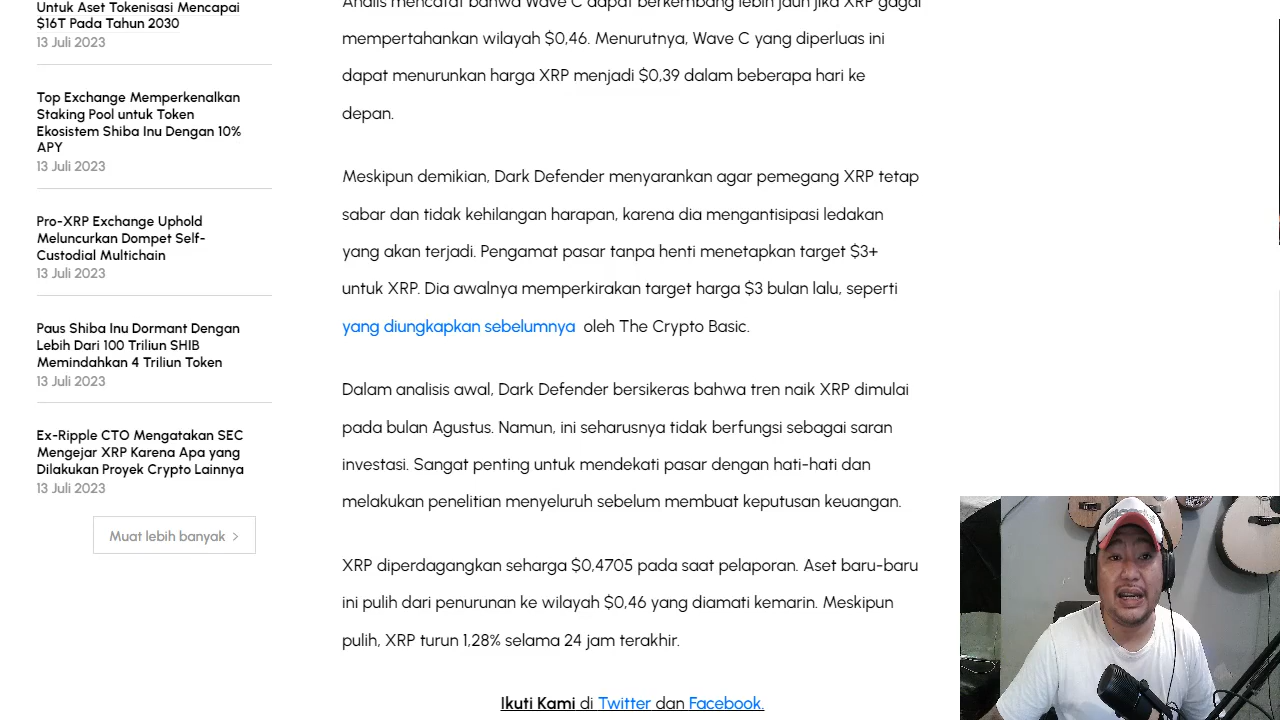 Untuk Aset Tokenisasi Mencapai
$16T Pada Tahun 2030
13 Juli 2023
Top Exchange Memperkenalkan
Staking Pool untuk Token
Ekosistem Shiba Inu Dengan 10%
APY
13 Juli 2023
Pro-XRP Exchange Uphold
Meluncurkan Dompet Self-
Custodial Multichain
13 Juli 2023
Paus Shiba Inu Dormant Dengan
Lebih Dari 100 Triliun SHIB
Memindahkan 4 Triliun Token
13 Juli 2023
Ex-Ripple CTO Mengatakan SEC
Mengejar XRP Karena Apa yang
Dilakukan Proyek Crypto Lainnya
13 Juli 2023
Muat lebih banyak >
Analis mencatat bahwa Wave C dapat berkembang lebih jauh jika XRP gagal
mempertahankan wilayah $0,46. Menurutnya, Wave C yang diperluas ini
dapat menurunkan harga XRP menjadi $0,39 dalam beberapa hari ke
depan.
Meskipun demikian, Dark Defender menyarankan agar pemegang XRP tetap
sabar dan tidak kehilangan harapan, karena dia mengantisipasi ledakan
yang akan terjadi. Pengamat pasar tanpa henti menetapkan target $3+
untuk XRP. Dia awalnya memperkirakan target harga $3 bulan lalu, seperti
yang diungkapkan sebelumnya oleh The Crypto Basic.
Dalam analisis awal, Dark Defender bersikeras bahwa tren naik XRP dimulai
pada bulan Agustus. Namun, ini seharusnya tidak berfungsi sebagai saran
investasi. Sangat penting untuk mendekati pasar dengan hati-hati dan
melakukan penelitian menyeluruh sebelum membuat keputusan keuangan.
XRP diperdagangkan seharga $0,4705 pada saat pelaporan. Aset baru-baru
ini pulih dari penurunan ke wilayah $0,46 yang diamati kemarin. Meskipun
pulih, XRP turun 1,28% selama 24 jam terakhir.
Ikuti Kami di Twitter dan Facebook.